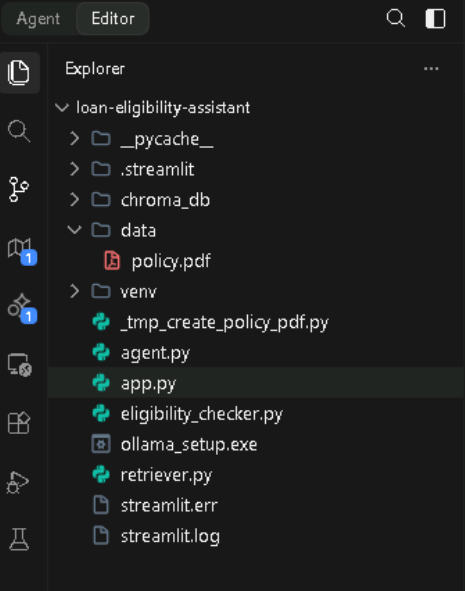 Agent Editor
Explorer
loan-eligibility-assistant
__pycache__
.streamlit
chroma_db
data
policy.pdf
1
venv
1
_tmp_create_policy_pdf.py
agent.py
app.py
eligibility_checker.py
ollama_setup.exe
retriever.py
streamlit.err
streamlit.log